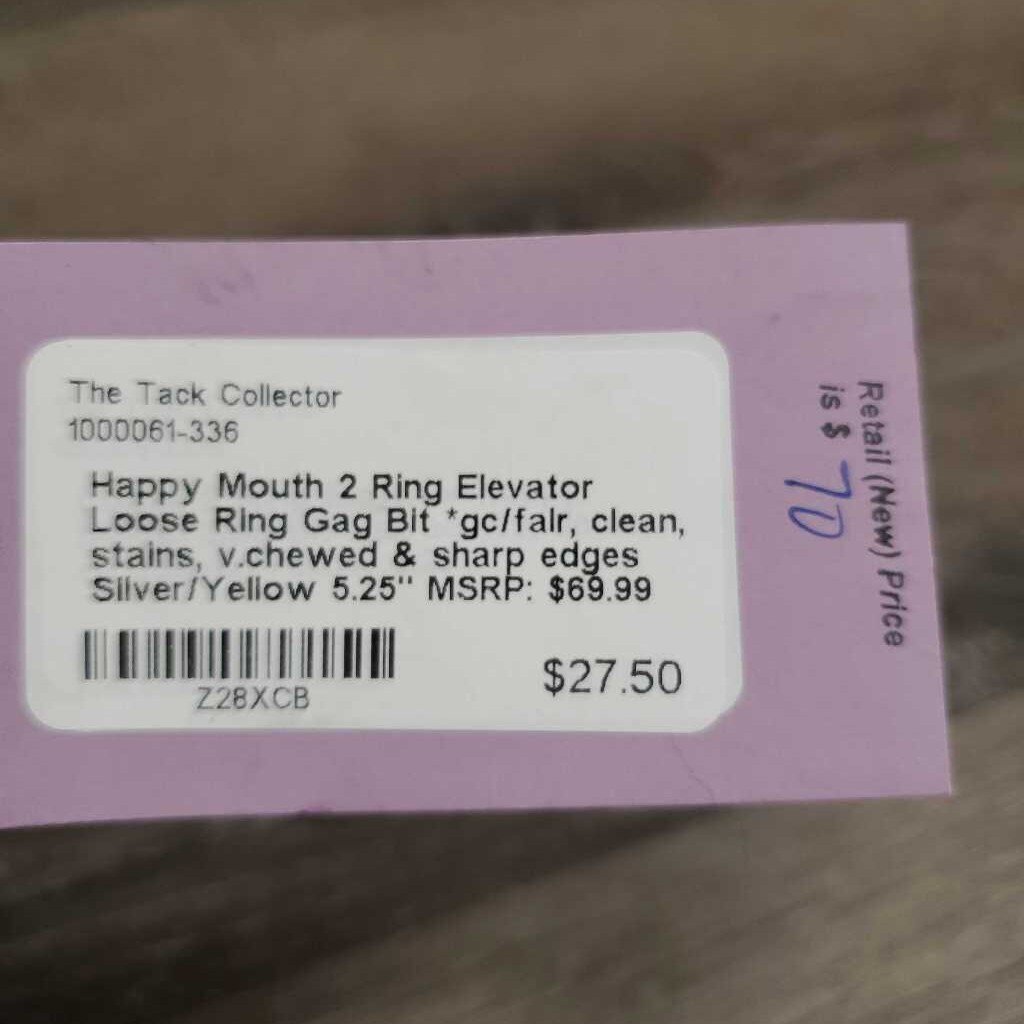 The Tack Collector
1000061-336
Happy Mouth 2 Ring Elevator
Loose Ring Gag Bit *gc/fair, clean,
stains, v.chewed & sharp edges
Silver/Yellow 5.25" MSRP: $69.99
Z28XCB
$27.50
Retail (New) Price
is $ 70